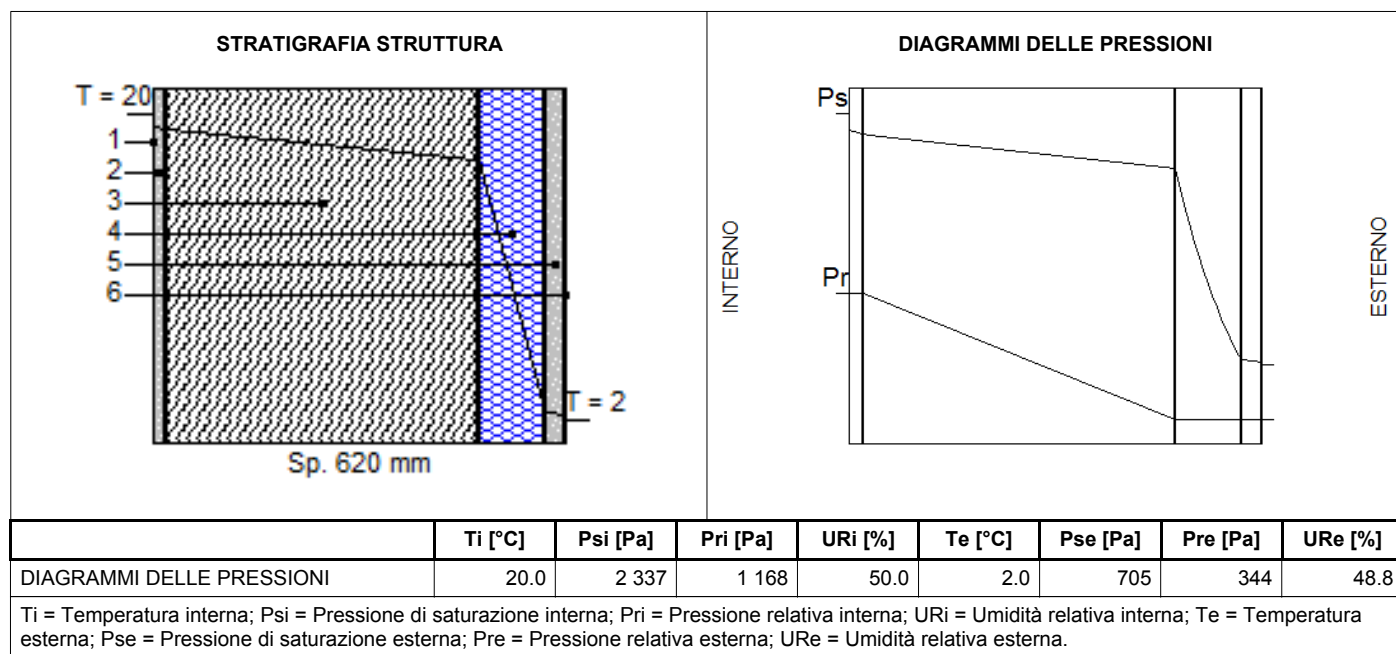 STRATIGRAFIA STRUTTURA
T = 20
1
2
3
4
5
6
T = 2
Sp. 620 mm
DIAGRAMMI DELLE PRESSIONI
Ps
Pr
INTERNO
ESTERNO
Ti [°C] Psi [Pa] Pri [Pa] URi [%] Te [°C] Pse [Pa] Pre [Pa] URe [%]
DIAGRAMMI DELLE PRESSIONI 20.0 2 337 1 168 50.0 2.0 705 344 48.8
Ti = Temperatura interna; Psi = Pressione di saturazione interna; Pri = Pressione relativa interna; URi = Umidità relativa interna; Te = Temperatura
esterna; Pse = Pressione di saturazione esterna; Pre = Pressione relativa esterna; URe = Umidità relativa esterna.